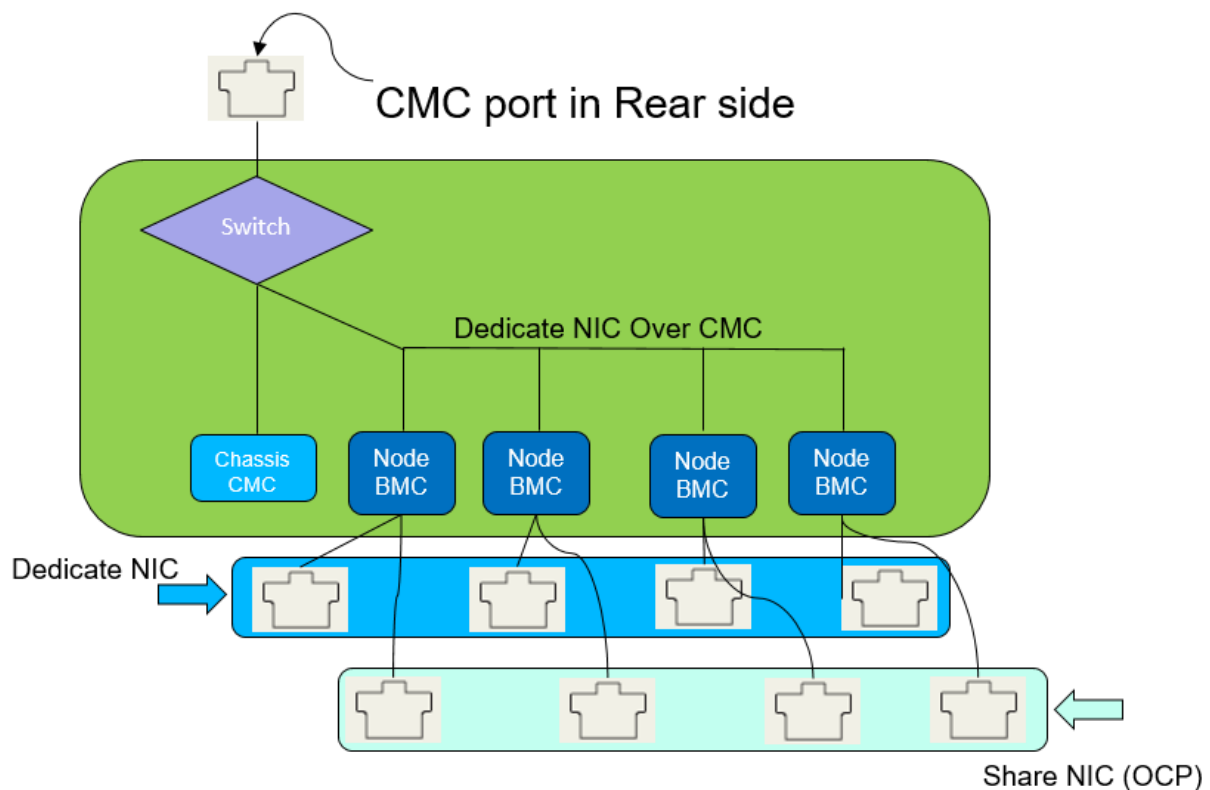 CMC port in Rear side
Switch
Dedicate NIC Over CMC
Chassis
CMC
Node
BMC
Node
BMC
Node
BMC
Node
BMC
Dedicate NIC
Share NIC (OCP)